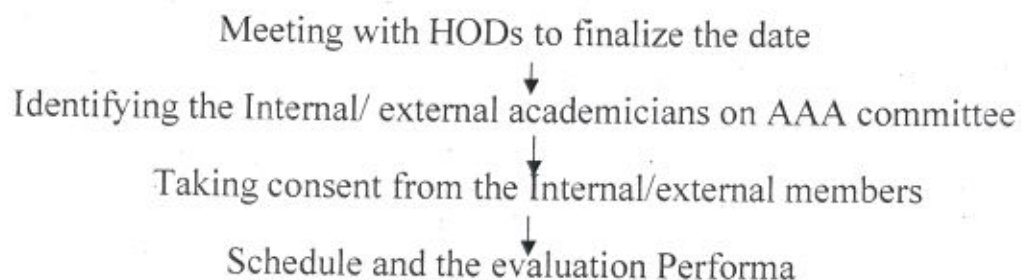 Meeting with HODs to finalize the date
Identifying the Internal/ external academicians on AAA committee
Taking consent from the Internal/external members
Schedule and the evaluation Performa